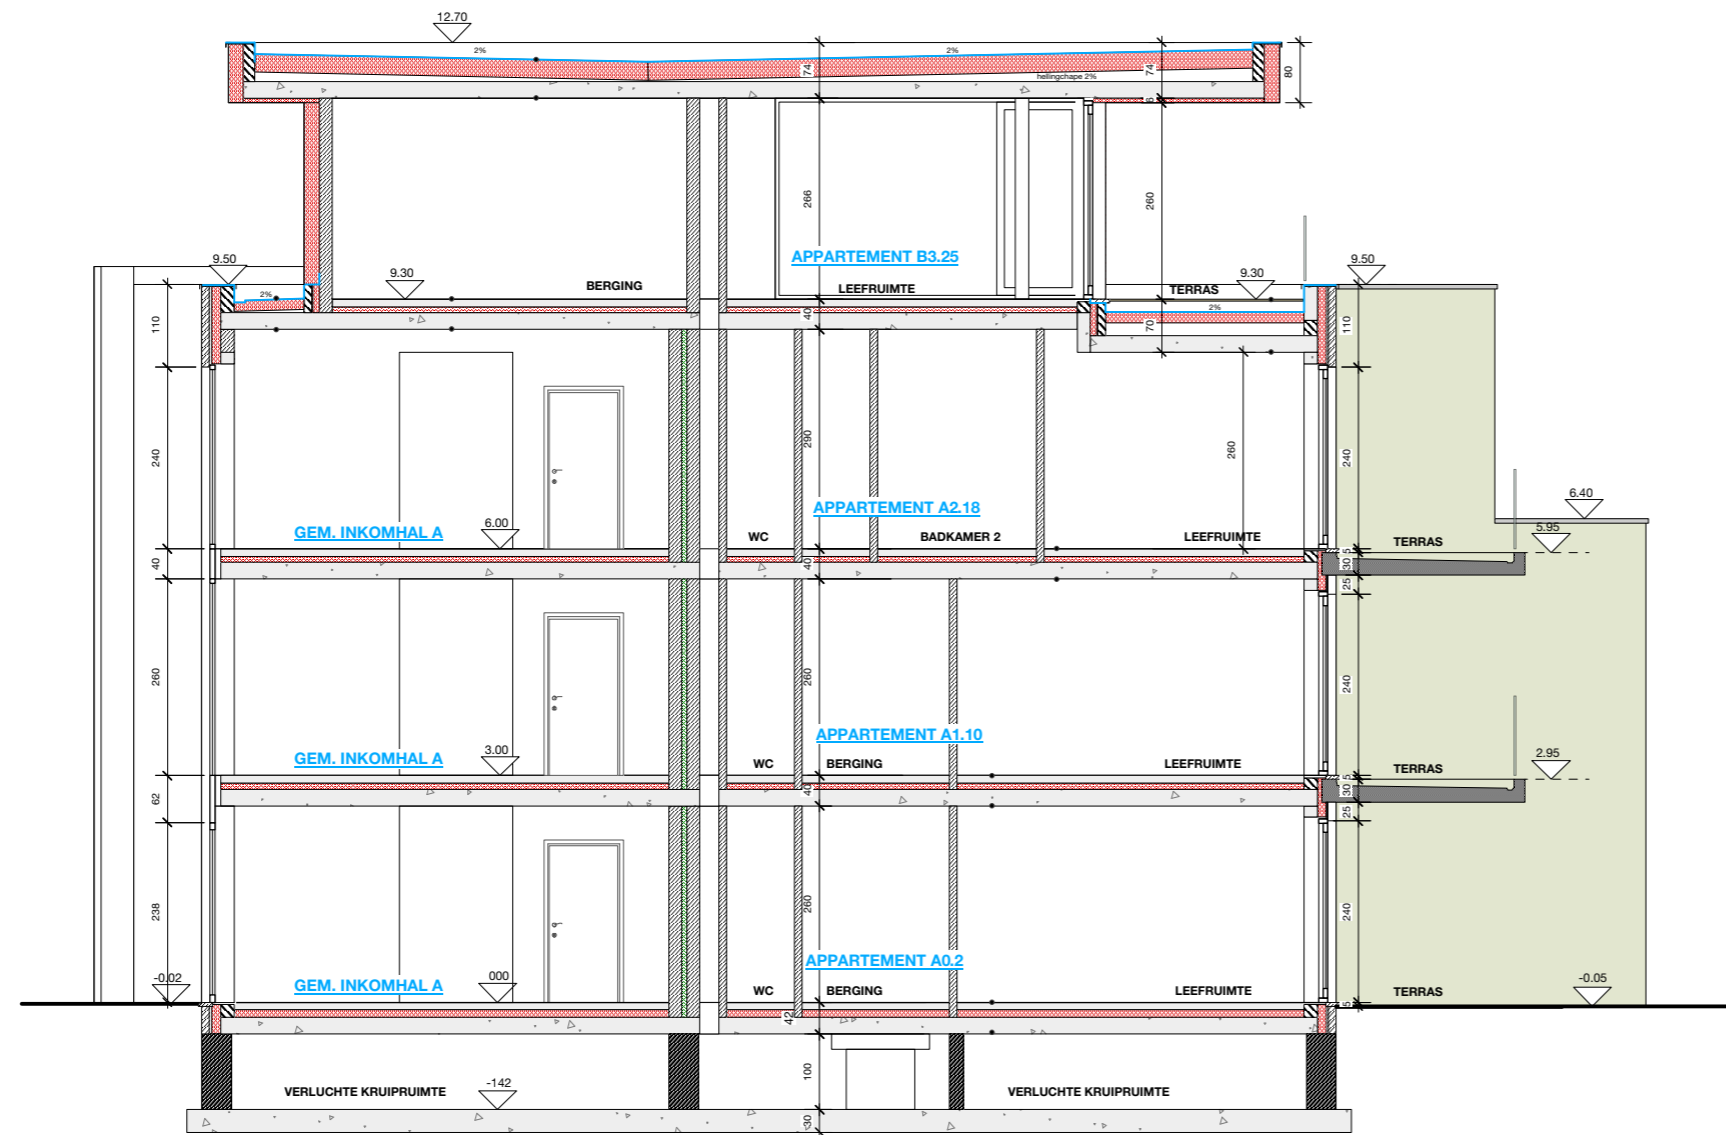 12.70
2%
2%
74
74
80
hellingchape 2%
6
266
260
APPARTEMENT B3.25
9.50
9.30
BERGING
LEEFRUIMTE
9.30
TERRAS
9.50
2%
2%
110
40
70
110
240
290
260
240
APPARTEMENT A2.18
6.40
GEM. INKOMHAL A
6.00
WC
BADKAMER 2
LEEFRUIMTE
TERRAS
5.95
40
40
5
30
25
260
260
240
APPARTEMENT A1.10
GEM. INKOMHAL A
3.00
WC
BERGING
LEEFRUIMTE
TERRAS
2.95
62
40
5
30
25
238
260
240
APPARTEMENT A0.2
-0.02
GEM. INKOMHAL A
000
WC
BERGING
LEEFRUIMTE
TERRAS
-0.05
5
42
100
VERLUCHTE KRUIPRUIMTE
-142
VERLUCHTE KRUIPRUIMTE
30